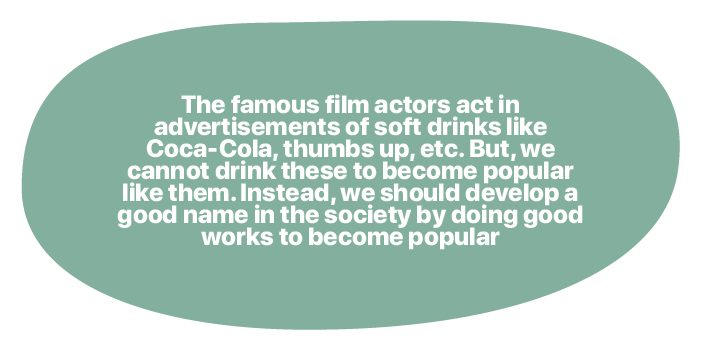 The famous film actors act in
advertisements of soft drinks like
Coca-Cola, thumbs up, etc. But, we
cannot drink these to become popular
like them. Instead, we should develop a
good name in the society by doing good
works to become popular